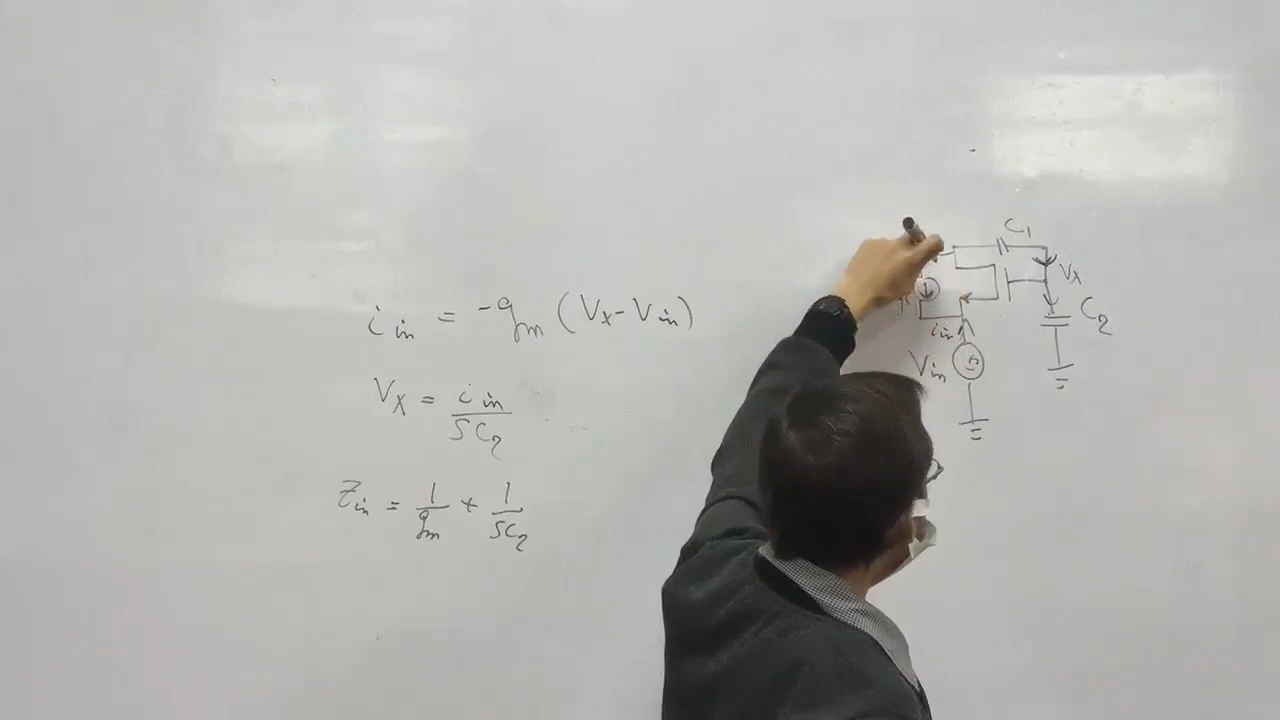 i_in = -g_m (V_x - V_in)
V_x = i_in / SC_2
Z_in = 1/g_m + 1/SC_2
C_1
V_x
C_2
i_in
V_in